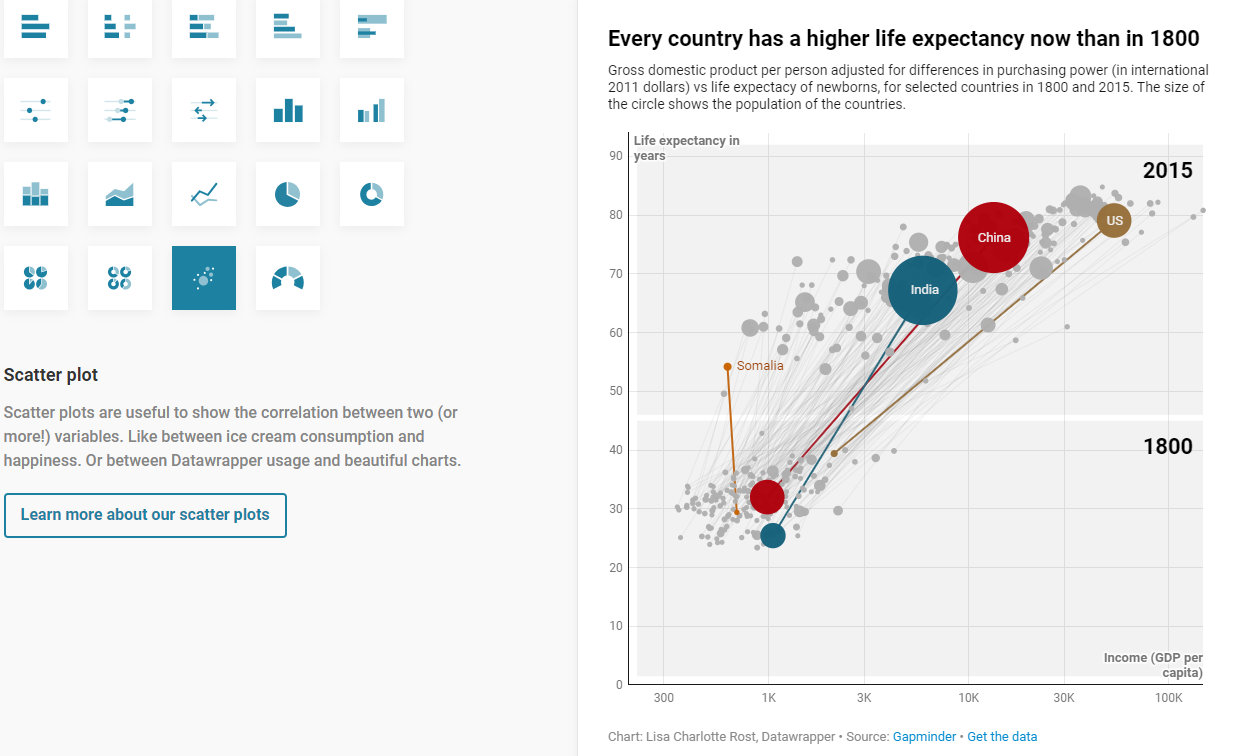 Scatter plot
Scatter plots are useful to show the correlation between two (or
more!) variables. Like between ice cream consumption and
happiness. Or between Datawrapper usage and beautiful charts.
Learn more about our scatter plots
Every country has a higher life expectancy now than in 1800
Gross domestic product per person adjusted for differences in purchasing power (in international
2011 dollars) vs life expectacy of newborns, for selected countries in 1800 and 2015. The size of
the circle shows the population of the countries.
Life expectancy in
years
90
2015
80
US
China
70
India
60
Somalia
50
40
1800
30
20
10
Income (GDP per
capita)
0
300
1K
3K
10K
30K
100K
Chart: Lisa Charlotte Rost, Datawrapper • Source: Gapminder • Get the data